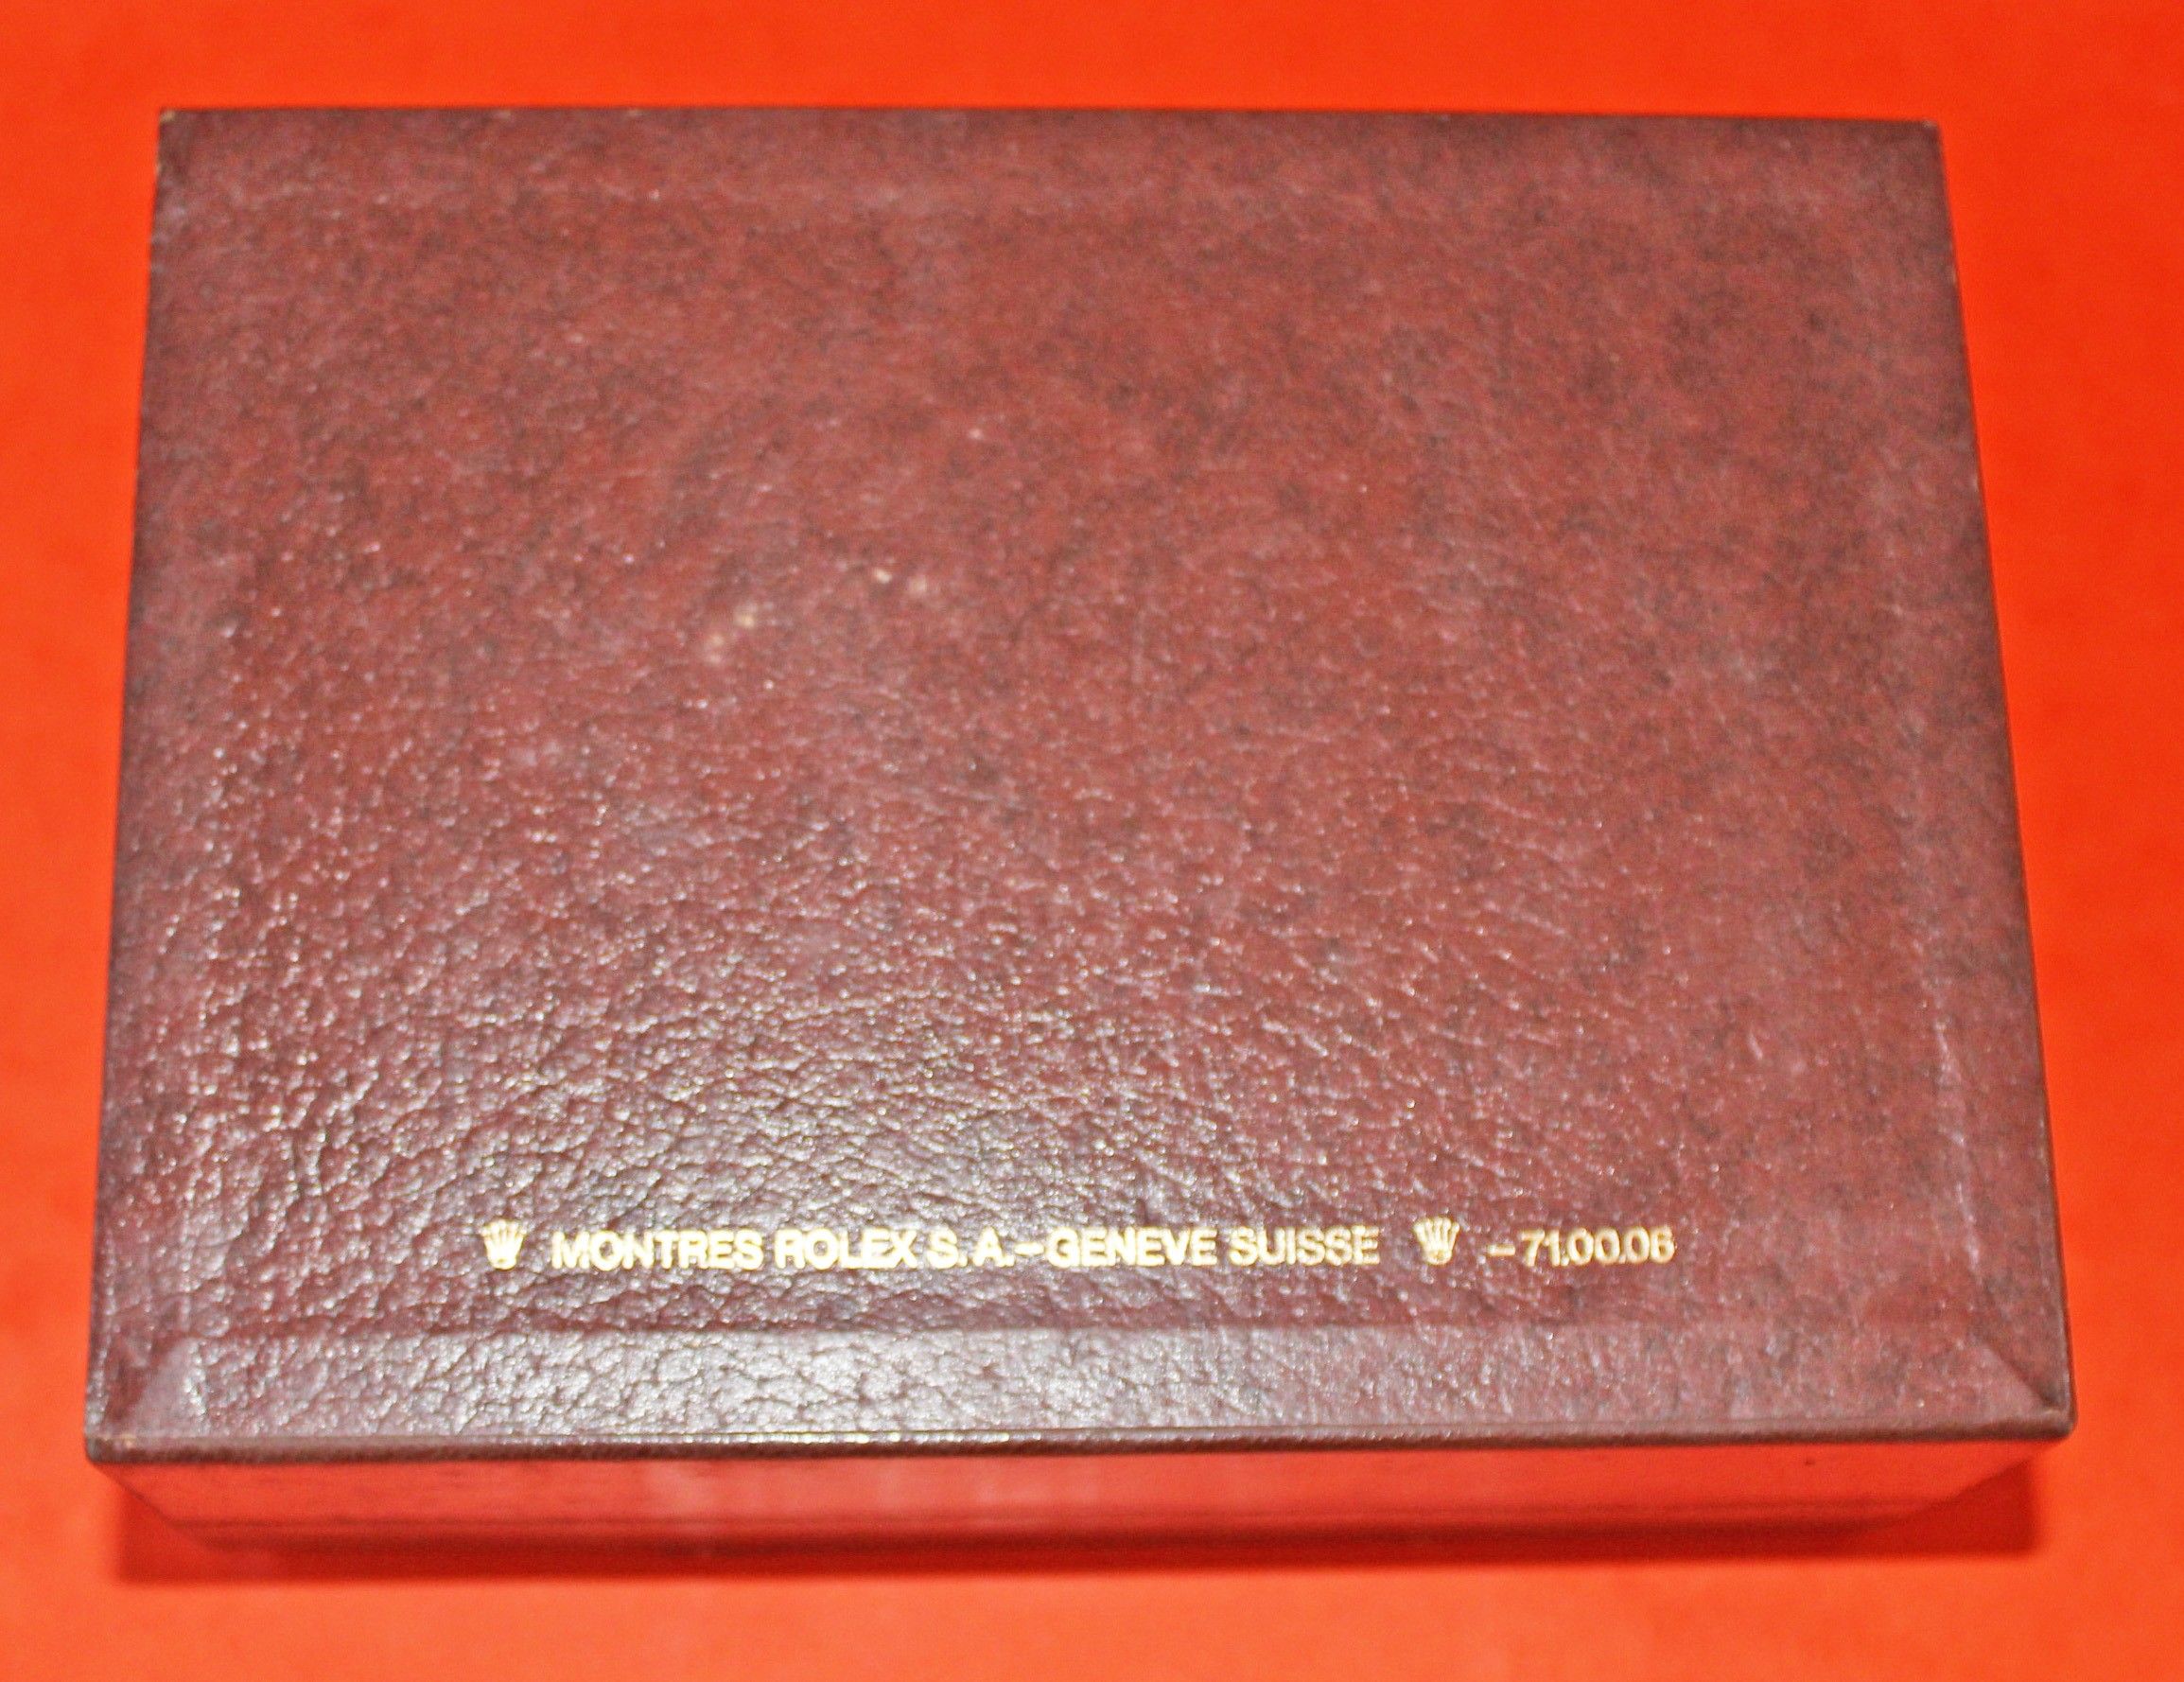 MONTRES ROLEX S.A.-GENEVE SUISSE -71.00.06